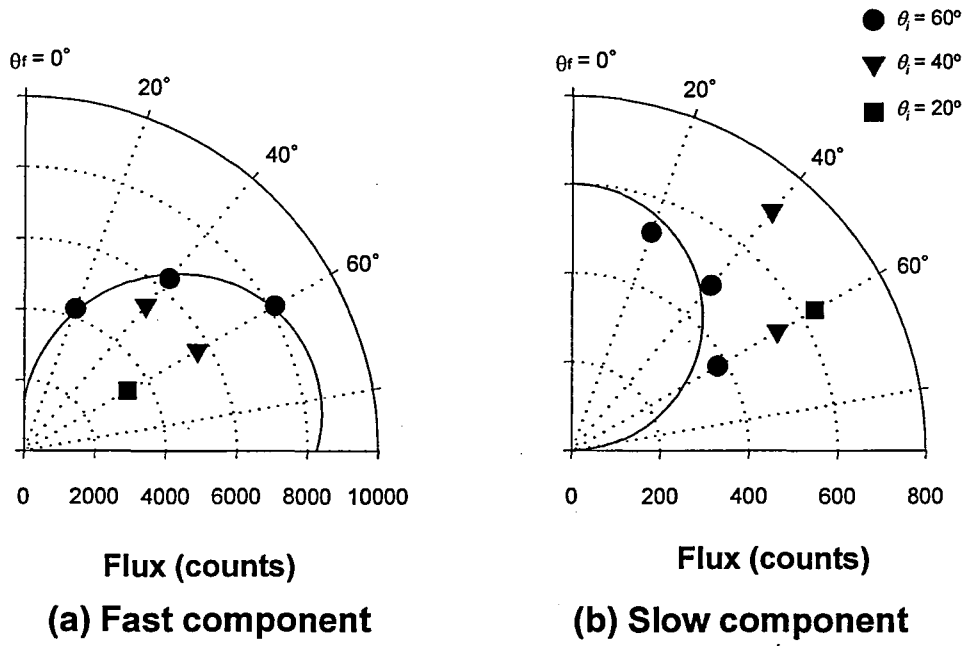 ● θi = 60°
▼ θi = 40°
■ θi = 20°
θf = 0°
20°
40°
60°
0 2000 4000 6000 8000 10000
Flux (counts)
(a) Fast component
θf = 0°
20°
40°
60°
0 200 400 600 800
Flux (counts)
(b) Slow component